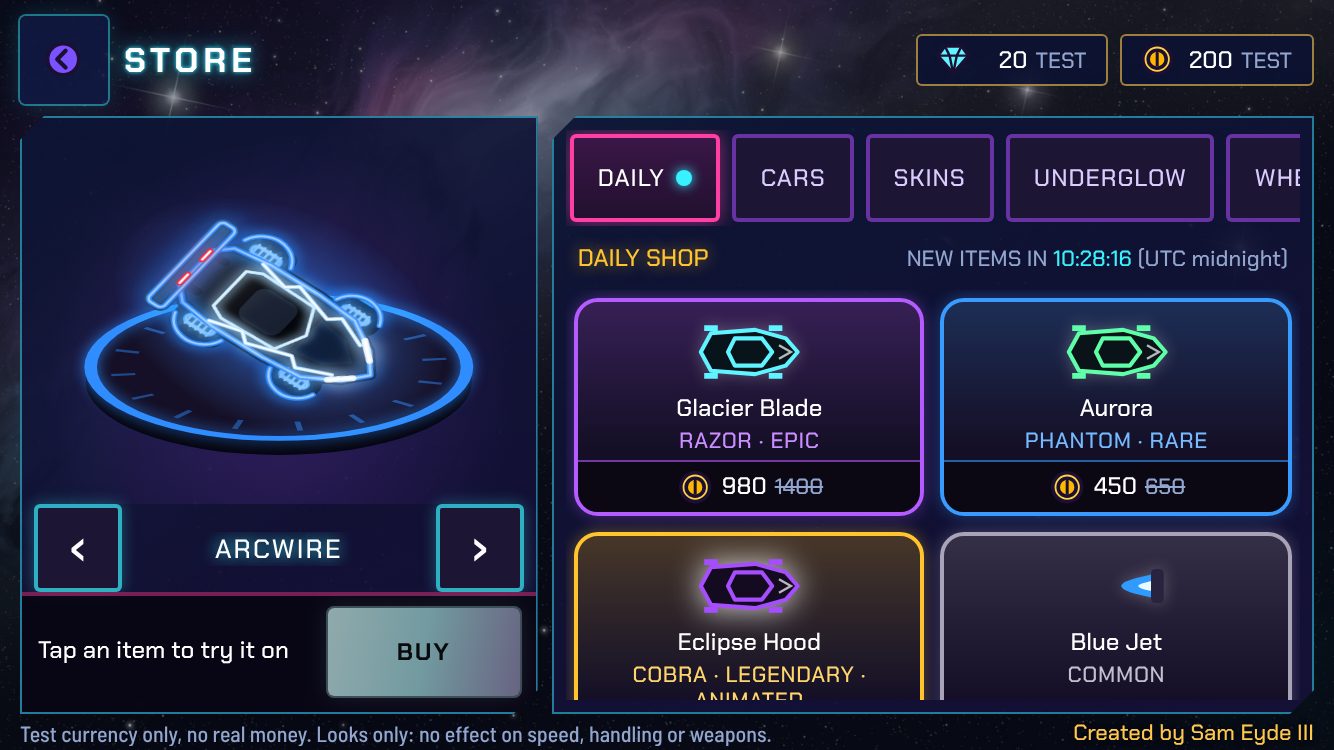 STORE
20 TEST
200 TEST
DAILY
CARS
SKINS
UNDERGLOW
WHE
DAILY SHOP
NEW ITEMS IN 10:28:16 (UTC midnight)
Glacier Blade
RAZOR · EPIC
980 1400
Aurora
PHANTOM · RARE
450 650
Eclipse Hood
COBRA · LEGENDARY ·
ANIMATED
Blue Jet
COMMON
< ARCWIRE >
Tap an item to try it on
BUY
Test currency only, no real money. Looks only: no effect on speed, handling or weapons.
Created by Sam Eyde III